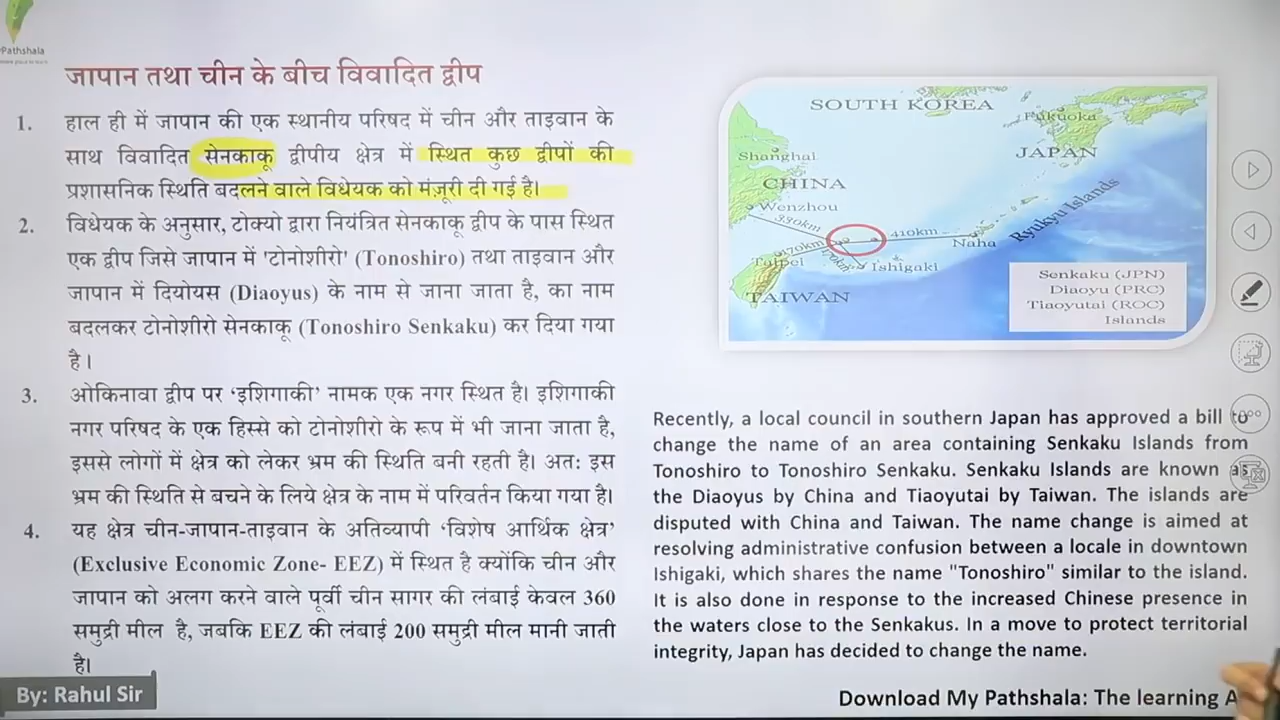 Pathshala
जापान तथा चीन के बीच विवादित द्वीप
1. हाल ही में जापान की एक स्थानीय परिषद में चीन और ताइवान के
साथ विवादित सेनकाकू द्वीपीय क्षेत्र में स्थित कुछ द्वीपों की
प्रशासनिक स्थिति बदलने वाले विधेयक को मंज़ूरी दी गई है।
2. विधेयक के अनुसार, टोक्यो द्वारा नियंत्रित सेनकाकू द्वीप के पास स्थित
एक द्वीप जिसे जापान में 'टोनोशीरो' (Tonoshiro) तथा ताइवान और
जापान में दियोयस (Diaoyus) के नाम से जाना जाता है, का नाम
बदलकर टोनोशीरो सेनकाकू (Tonoshiro Senkaku) कर दिया गया
है।
3. ओकिनावा द्वीप पर ‘इशिगाकी’ नामक एक नगर स्थित है। इशिगाकी
नगर परिषद के एक हिस्से को टोनोशीरो के रूप में भी जाना जाता है,
इससे लोगों में क्षेत्र को लेकर भ्रम की स्थिति बनी रहती है। अतः इस
भ्रम की स्थिति से बचने के लिये क्षेत्र के नाम में परिवर्तन किया गया है।
4. यह क्षेत्र चीन-जापान-ताइवान के अतिव्यापी ‘विशेष आर्थिक क्षेत्र’
(Exclusive Economic Zone- EEZ) में स्थित है क्योंकि चीन और
जापान को अलग करने वाले पूर्वी चीन सागर की लंबाई केवल 360
समुद्री मील है, जबकि EEZ की लंबाई 200 समुद्री मील मानी जाती
है।
SOUTH KOREA
Fukuoka
JAPAN
Shanghai
CHINA
Wenzhou
330km
410km
Naha
Ryukyu Islands
170km
170km
Taipei
Ishigaki
TAIWAN
Senkaku (JPN)
Diaoyu (PRC)
Tiaoyutai (ROC)
Islands
Recently, a local council in southern Japan has approved a bill to
change the name of an area containing Senkaku Islands from
Tonoshiro to Tonoshiro Senkaku. Senkaku Islands are known as
the Diaoyus by China and Tiaoyutai by Taiwan. The islands are
disputed with China and Taiwan. The name change is aimed at
resolving administrative confusion between a locale in downtown
Ishigaki, which shares the name "Tonoshiro" similar to the island.
It is also done in response to the increased Chinese presence in
the waters close to the Senkakus. In a move to protect territorial
integrity, Japan has decided to change the name.
By: Rahul Sir
Download My Pathshala: The learning A